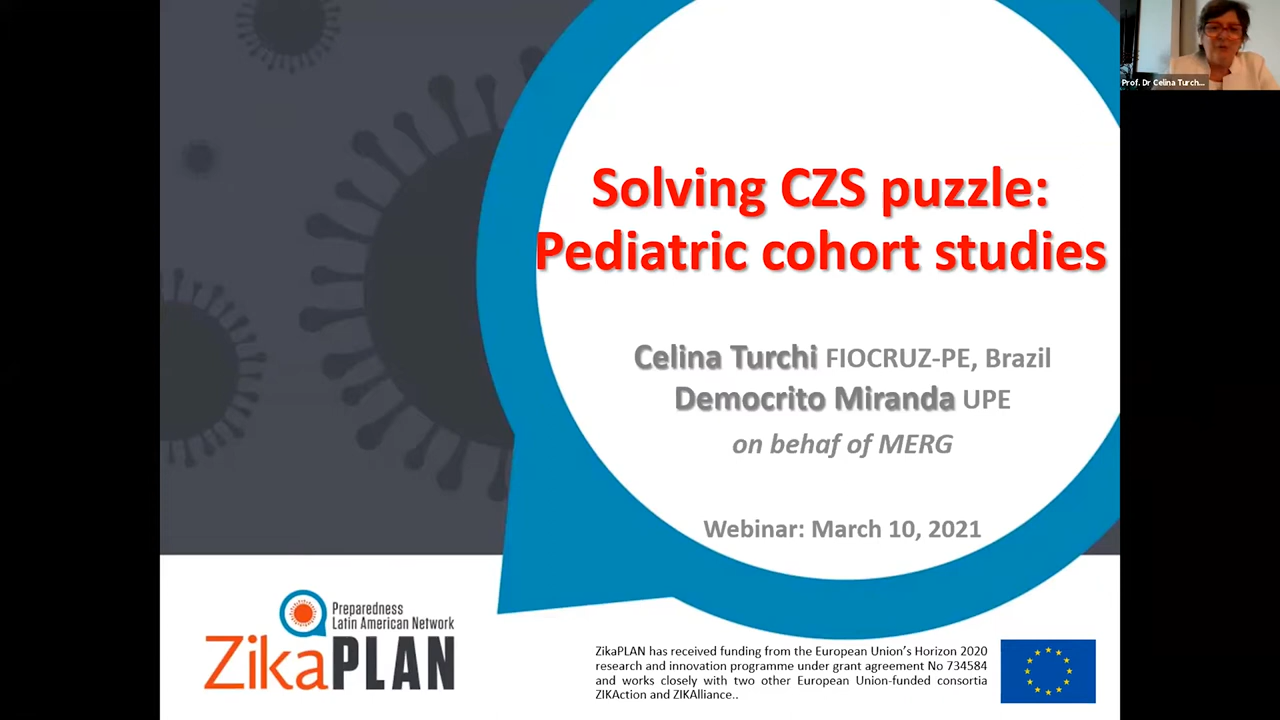 Prof. Dr Celina Turch...
Solving CZS puzzle:
Pediatric cohort studies
Celina Turchi FIOCRUZ-PE, Brazil
Democrito Miranda UPE
on behaf of MERG
Webinar: March 10, 2021
Preparedness
Latin American Network
ZikaPLAN
ZikaPLAN has received funding from the European Union's Horizon 2020
research and innovation programme under grant agreement No 734584
and works closely with two other European Union-funded consortia
ZIKAction and ZIKAlliance..